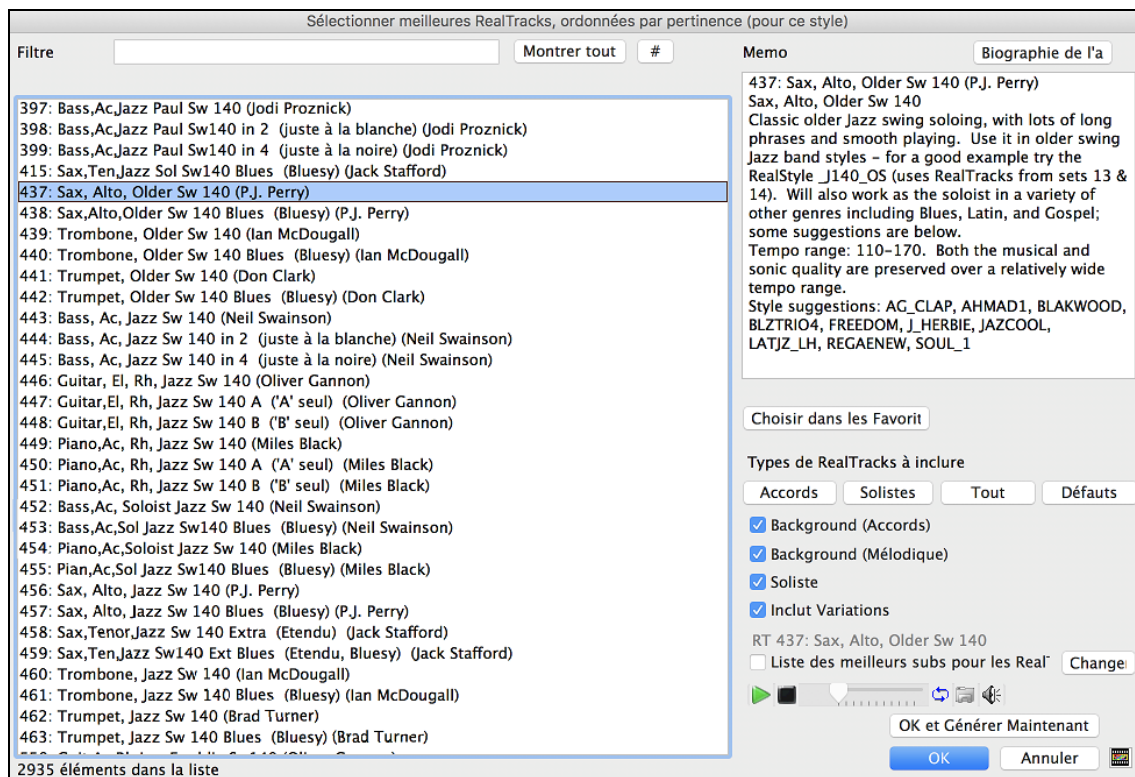 Sélectionner meilleures RealTracks, ordonnées par pertinence (pour ce style)
Filtre
Montrer tout
#
397: Bass,Ac,Jazz Paul Sw 140 (Jodi Proznick)
398: Bass,Ac,Jazz Paul Sw140 in 2  (juste à la blanche) (Jodi Proznick)
399: Bass,Ac,Jazz Paul Sw140 in 4  (juste à la noire) (Jodi Proznick)
415: Sax,Ten,Jazz Sol Sw140 Blues  (Bluesy) (Jack Stafford)
437: Sax, Alto, Older Sw 140 (P.J. Perry)
438: Sax,Alto,Older Sw 140 Blues  (Bluesy) (P.J. Perry)
439: Trombone, Older Sw 140 (Ian McDougall)
440: Trombone, Older Sw 140 Blues  (Bluesy) (Ian McDougall)
441: Trumpet, Older Sw 140 (Don Clark)
442: Trumpet, Older Sw 140 Blues  (Bluesy) (Don Clark)
443: Bass, Ac, Jazz Sw 140 (Neil Swainson)
444: Bass, Ac, Jazz Sw 140 in 2  (juste à la blanche) (Neil Swainson)
445: Bass, Ac, Jazz Sw 140 in 4  (juste à la noire) (Neil Swainson)
446: Guitar, El, Rh, Jazz Sw 140 (Oliver Gannon)
447: Guitar,El, Rh, Jazz Sw 140 A  ('A' seul)  (Oliver Gannon)
448: Guitar,El, Rh, Jazz Sw 140 B  ('B' seul)  (Oliver Gannon)
449: Piano,Ac, Rh, Jazz Sw 140 (Miles Black)
450: Piano,Ac, Rh, Jazz Sw 140 A  ('A' seul)  (Miles Black)
451: Piano,Ac, Rh, Jazz Sw 140 B  ('B' seul)  (Miles Black)
452: Bass,Ac, Soloist Jazz Sw 140 (Neil Swainson)
453: Bass,Ac,Sol Jazz Sw140 Blues  (Bluesy) (Neil Swainson)
454: Piano,Ac,Soloist Jazz Sw 140 (Miles Black)
455: Pian,Ac,Sol Jazz Sw140 Blues  (Bluesy) (Miles Black)
456: Sax, Alto, Jazz Sw 140 (P.J. Perry)
457: Sax, Alto, Jazz Sw 140 Blues  (Bluesy) (P.J. Perry)
458: Sax,Tenor,Jazz Sw 140 Extra  (Etendu)  (Jack Stafford)
459: Sax,Ten,Jazz Sw140 Ext Blues  (Etendu, Bluesy)  (Jack Stafford)
460: Trombone, Jazz Sw 140 (Ian McDougall)
461: Trombone, Jazz Sw 140 Blues  (Bluesy) (Ian McDougall)
462: Trumpet, Jazz Sw 140 (Brad Turner)
463: Trumpet, Jazz Sw 140 Blues  (Bluesy) (Brad Turner)
2935 éléments dans la liste
Memo
Biographie de l'a
437: Sax, Alto, Older Sw 140 (P.J. Perry)
Sax, Alto, Older Sw 140
Classic older Jazz swing soloing, with lots of long
phrases and smooth playing.  Use it in older swing
Jazz band styles – for a good example try the
RealStyle _J140_OS (uses RealTracks from sets 13 &
14).  Will also work as the soloist in a variety of
other genres including Blues, Latin, and Gospel;
some suggestions are below.
Tempo range: 110–170.  Both the musical and
sonic quality are preserved over a relatively wide
tempo range.
Style suggestions: AG_CLAP, AHMAD1, BLAKWOOD,
BLZTRIO4, FREEDOM, J_HERBIE, JAZCOOL,
LATJZ_LH, REGAENEW, SOUL_1
Choisir dans les Favorit
Types de RealTracks à inclure
Accords
Solistes
Tout
Défauts
Background (Accords)
Background (Mélodique)
Soliste
Inclut Variations
RT 437: Sax, Alto, Older Sw 140
Liste des meilleurs subs pour les Real
Change
OK et Générer Maintenant
OK
Annuler